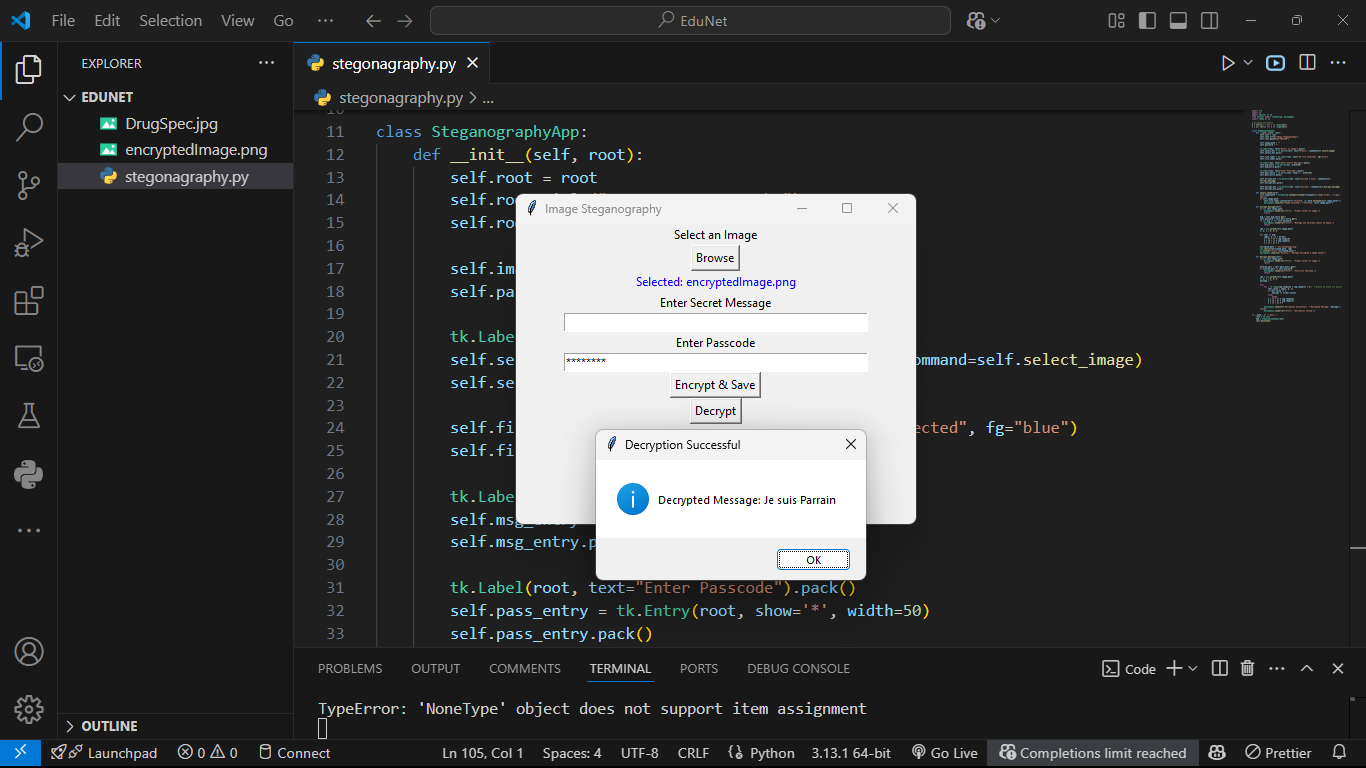 File Edit Selection View Go ··· EduNet
EXPLORER ···
EDUNET
DrugSpec.jpg
encryptedImage.png
stegonagraphy.py
OUTLINE
stegonagraphy.py
stegonagraphy.py > ...
11 class SteganographyApp:
12 def __init__(self, root):
13 self.root = root
14 self.roo
15 self.roo
16
17 self.im
18 self.pa
19
20 tk.Labe
21 self.se ommand=self.select_image)
22 self.se
23
24 self.fi ected", fg="blue")
25 self.fi
26
27 tk.Labe
28 self.msg_entry
29 self.msg_entry.p
30
31 tk.Label(root, text="Enter Passcode").pack()
32 self.pass_entry = tk.Entry(root, show='*', width=50)
33 self.pass_entry.pack()
Image Steganography
Select an Image
Browse
Selected: encryptedImage.png
Enter Secret Message
Enter Passcode
********
Encrypt & Save
Decrypt
Decryption Successful
Decrypted Message: Je suis Parrain
OK
PROBLEMS OUTPUT COMMENTS TERMINAL PORTS DEBUG CONSOLE Code
TypeError: 'NoneType' object does not support item assignment
Launchpad 0 0 Connect Ln 105, Col 1 Spaces: 4 UTF-8 CRLF Python 3.13.1 64-bit Go Live Completions limit reached Prettier